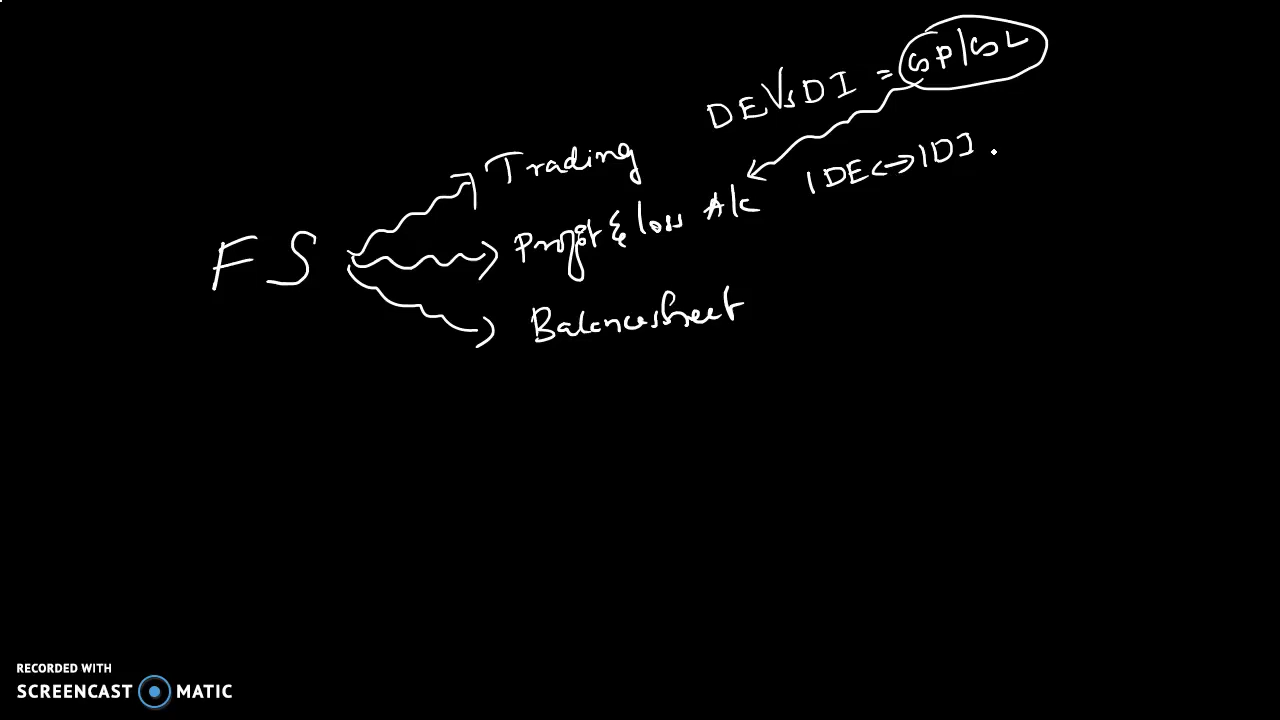 DE Vs DI = GP/GL
Trading
IDE <-> IDI.
Profit & loss A/c
FS
Balancesheet
RECORDED WITH
SCREENCAST MATIC